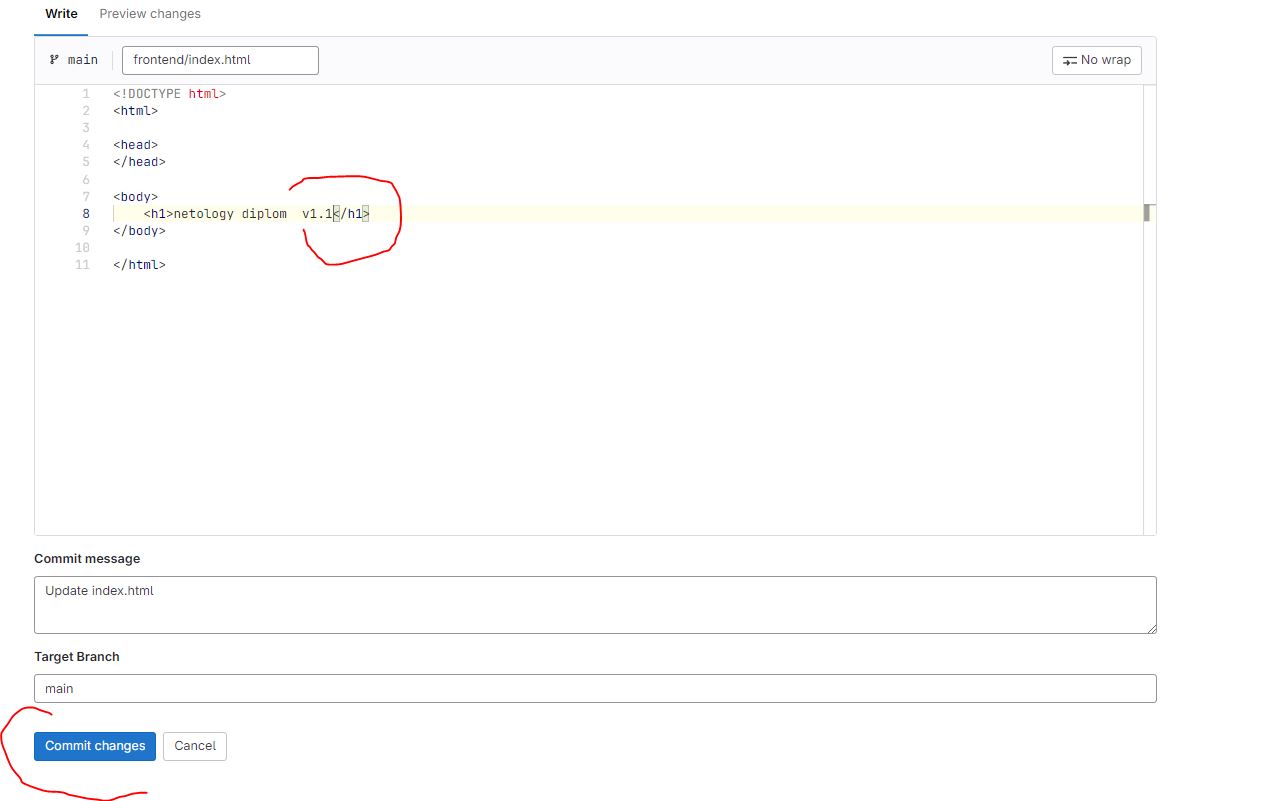 Write Preview changes
main frontend/index.html No wrap
1 <!DOCTYPE html>
2 <html>
3
4 <head>
5 </head>
6
7 <body>
8 <h1>netology diplom  v1.1</h1>
9 </body>
10
11 </html>
Commit message
Update index.html
Target Branch
main
Commit changes Cancel